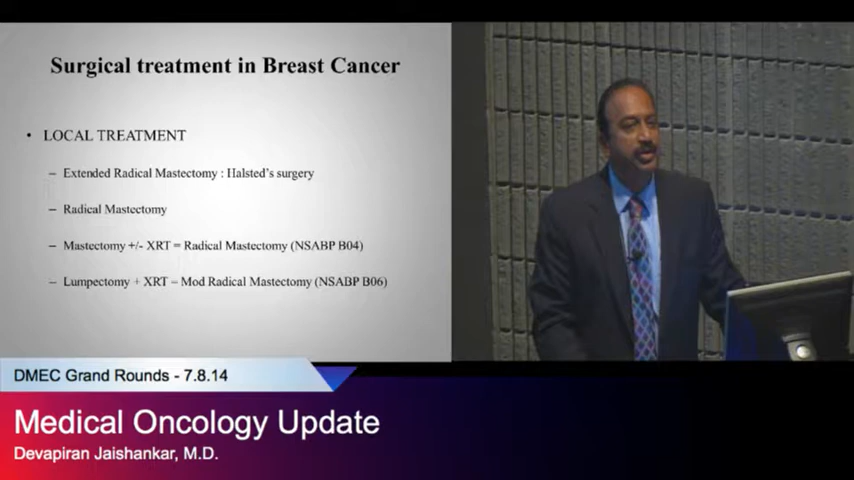 Surgical treatment in Breast Cancer
• LOCAL TREATMENT
– Extended Radical Mastectomy : Halsted's surgery
– Radical Mastectomy
– Mastectomy +/- XRT = Radical Mastectomy (NSABP B04)
– Lumpectomy + XRT = Mod Radical Mastectomy (NSABP B06)
DMEC Grand Rounds - 7.8.14
Medical Oncology Update
Devapiran Jaishankar, M.D.